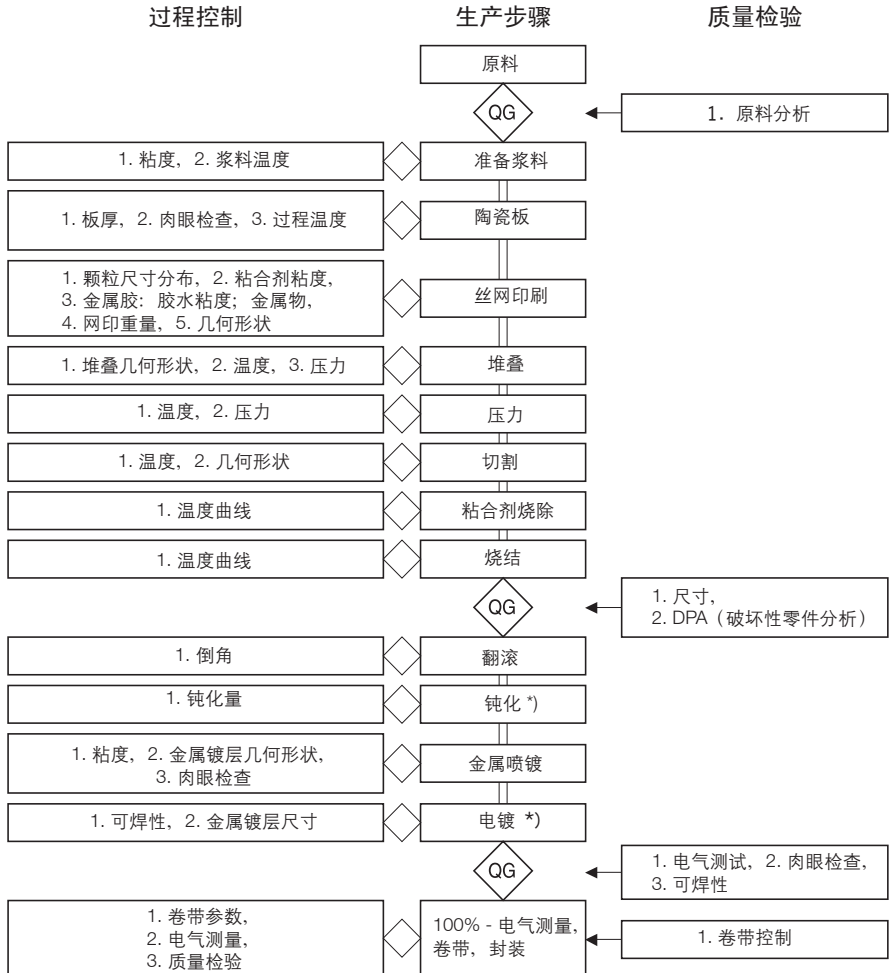 过程控制
生产步骤
质量检验
原料
QG
1. 原料分析
1. 粘度，2. 浆料温度
准备浆料
1. 板厚，2. 肉眼检查，3. 过程温度
陶瓷板
1. 颗粒尺寸分布，2. 粘合剂粘度，
3. 金属胶：胶水粘度；金属物，
4. 网印重量，5. 几何形状
丝网印刷
1. 堆叠几何形状，2. 温度，3. 压力
堆叠
1. 温度，2. 压力
压力
1. 温度，2. 几何形状
切割
1. 温度曲线
粘合剂烧除
1. 温度曲线
烧结
QG
1. 尺寸，
2. DPA（破坏性零件分析）
1. 倒角
翻滚
1. 钝化量
钝化 *)
1. 粘度，2. 金属镀层几何形状，
3. 肉眼检查
金属喷镀
1. 可焊性，2. 金属镀层尺寸
电镀 *)
QG
1. 电气测试，2. 肉眼检查，
3. 可焊性
1. 卷带参数，
2. 电气测量，
3. 质量检验
100% - 电气测量，
卷带，封装
1. 卷带控制